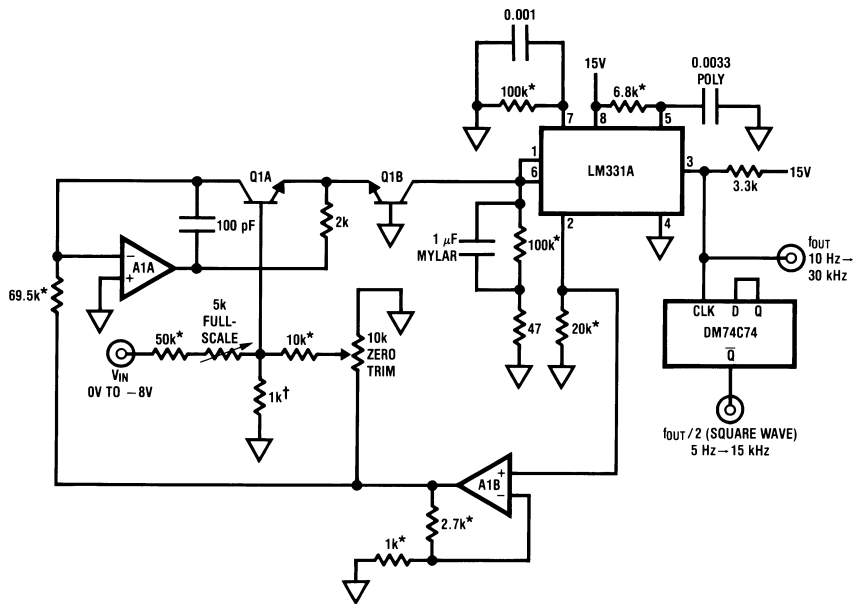 0.001
15V
0.0033
POLY
100k*
6.8k*
7
8
5
Q1A
Q1B
1
6
LM331A
3
15V
3.3k
100 pF
2k
2
4
1 μF
MYLAR
100k*
−
+
A1A
fOUT
10 Hz→
30 kHz
69.5k*
5k
FULL-
SCALE
10k
ZERO
TRIM
47
20k*
CLK
D
Q
DM74C74
Q̅
50k*
10k*
VIN
0V TO −8V
1k†
fOUT/2 (SQUARE WAVE)
5 Hz→15 kHz
A1B
+
−
2.7k*
1k*